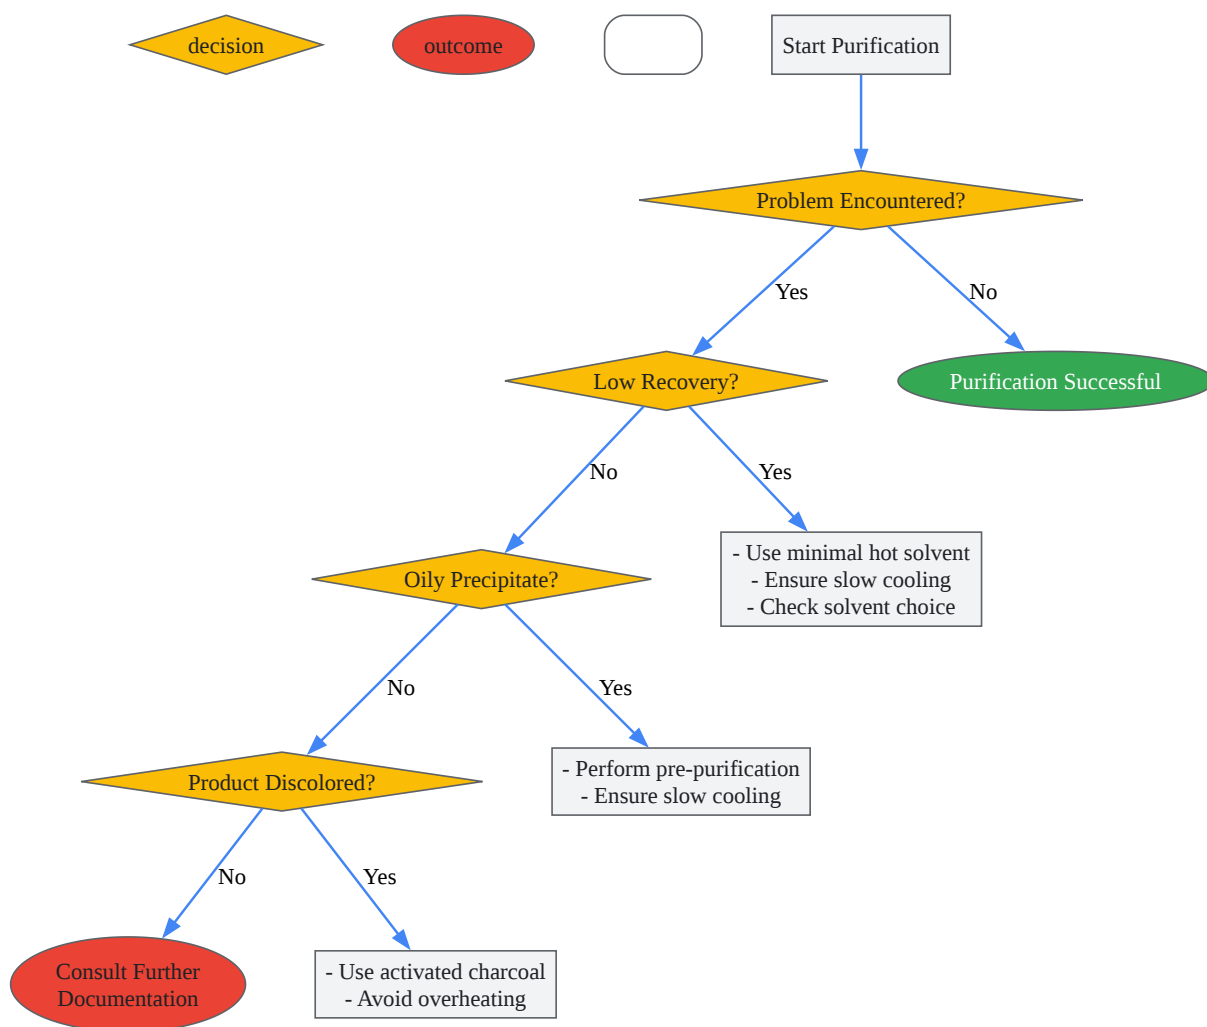 decision
outcome
Start Purification
Problem Encountered?
Yes
No
Low Recovery?
Purification Successful
No
Yes
- Use minimal hot solvent
- Ensure slow cooling
- Check solvent choice
Oily Precipitate?
No
Yes
- Perform pre-purification
- Ensure slow cooling
Product Discolored?
No
Yes
Consult Further
Documentation
- Use activated charcoal
- Avoid overheating